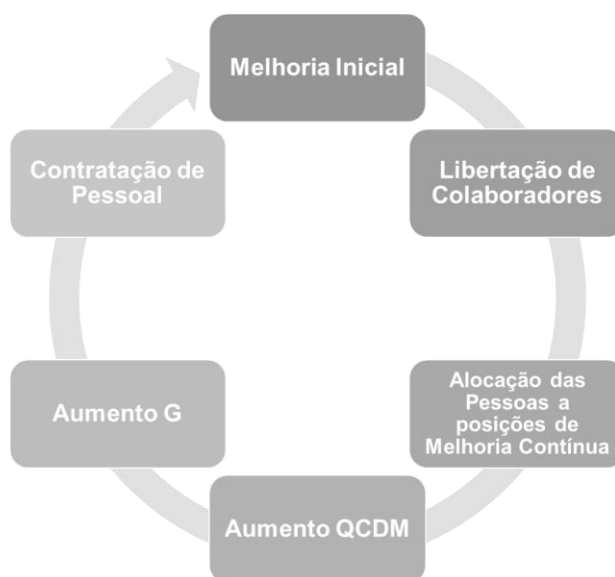 Melhoria Inicial
Libertação de
Colaboradores
Alocação das
Pessoas a
posições de
Melhoria Contínua
Aumento QCDM
Aumento G
Contratação de
Pessoal